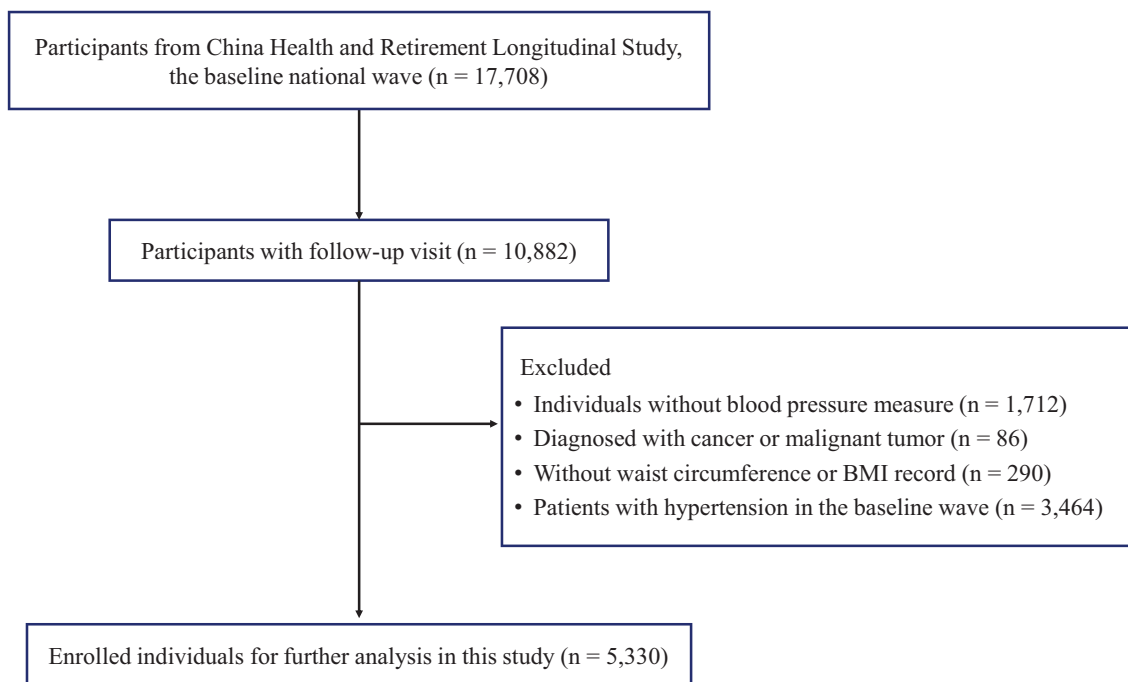 Participants from China Health and Retirement Longitudinal Study,
the baseline national wave (n = 17,708)
Participants with follow-up visit (n = 10,882)
Excluded
• Individuals without blood pressure measure (n = 1,712)
• Diagnosed with cancer or malignant tumor (n = 86)
• Without waist circumference or BMI record (n = 290)
• Patients with hypertension in the baseline wave (n = 3,464)
Enrolled individuals for further analysis in this study (n = 5,330)